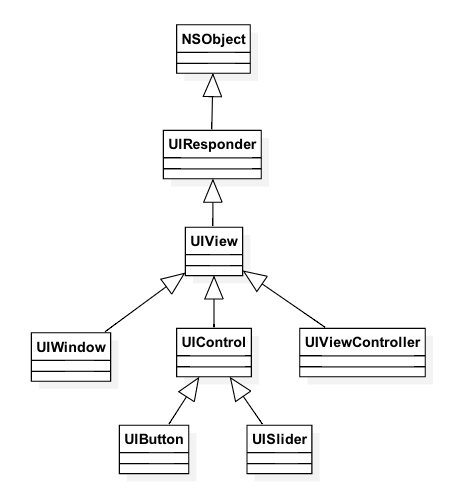 NSObject
UIResponder
UIView
UIWindow
UIControl
UIViewController
UIButton
UISlider